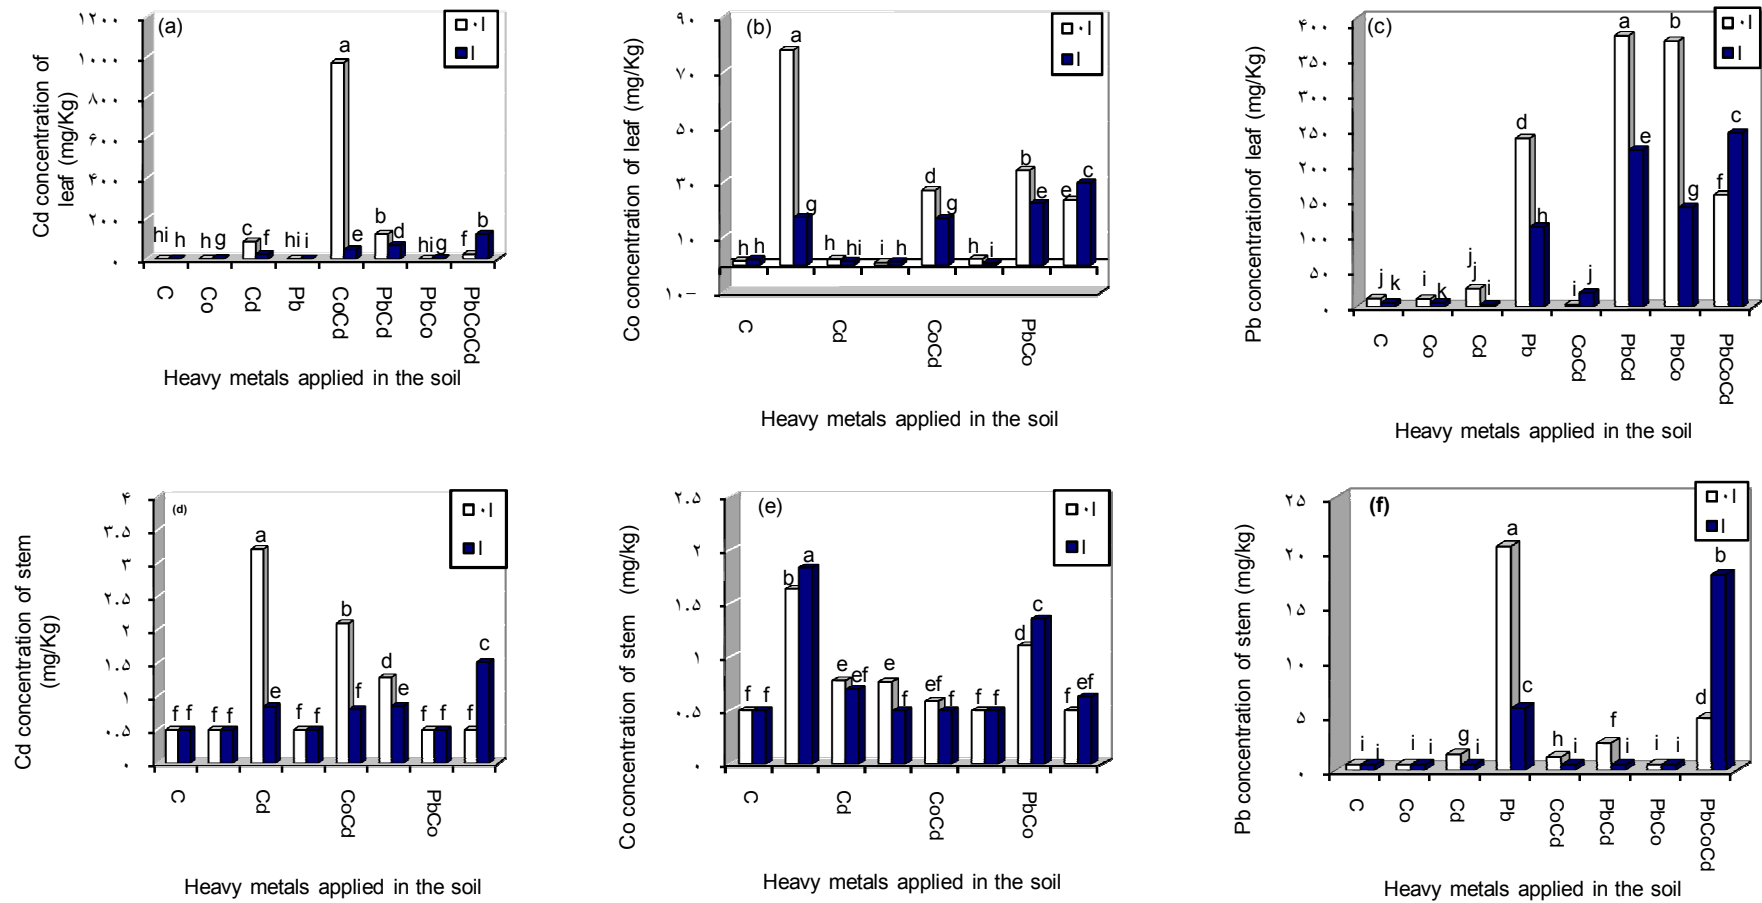 (a)
Cd concentration of
leaf (mg/Kg)
۱۲۰۰
۱۰۰۰
۸۰۰
۶۰۰
۴۰۰
۲۰۰
۰
۰I
I
hi h h g c f hi i a e b d hi g f b
C Co Cd Pb CoCd PbCd PbCo PbCoCd
Heavy metals applied in the soil
(b)
Co concentration of leaf (mg/Kg)
۹۰
۷۰
۵۰
۳۰
۱۰
۱۰-
۰I
I
h h a g h hi i h d g h i b e e c
C Cd CoCd PbCo
Heavy metals applied in the soil
(c)
Pb concentrationof leaf (mg/Kg)
۴۰۰
۳۵۰
۳۰۰
۲۵۰
۲۰۰
۱۵۰
۱۰۰
۵۰
۰
۰I
I
j k i k jj i d h i j a e b g f c
C Co Cd Pb CoCd PbCd PbCo PbCoCd
Heavy metals applied in the soil
(d)
Cd concentration of stem
(mg/Kg)
۴
۳.۵
۳
۲.۵
۲
۱.۵
۱
۰.۵
۰
۰I
I
f f f f a e f f b f d e f f f c
C Cd CoCd PbCo
Heavy metals applied in the soil
(e)
Co concentration of stem (mg/kg)
۲.۵
۲
۱.۵
۱
۰.۵
۰
۰I
I
f f b a e ef e f ef f f f d c f ef
C Cd CoCd PbCo
Heavy metals applied in the soil
(f)
Pb concentration of stem (mg/kg)
۲۵
۲۰
۱۵
۱۰
۵
۰
۰I
I
i i i i g i a c h i f i i i d b
C Co Cd Pb CoCd PbCd PbCo PbCoCd
Heavy metals applied in the soil